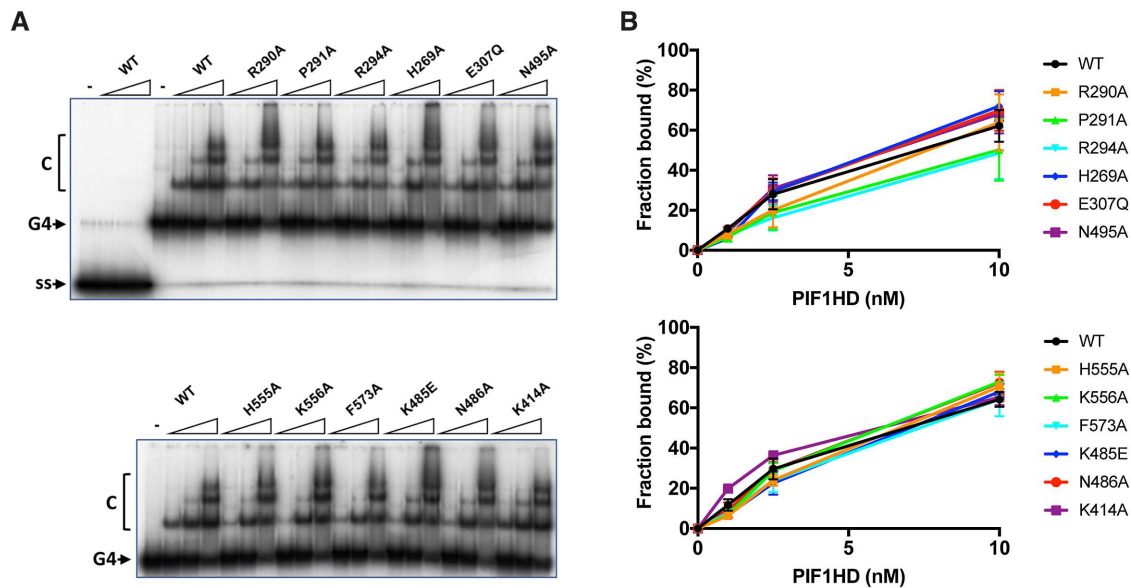 A
- WT - WT R290A P291A R294A H269A E307Q N495A
C
G4
ss
- WT H555A K556A F573A K485E N486A K414A
C
G4
B
Fraction bound (%)
100
80
60
40
20
0
0 5 10
PIF1HD (nM)
WT
R290A
P291A
R294A
H269A
E307Q
N495A
Fraction bound (%)
100
80
60
40
20
0
0 5 10
PIF1HD (nM)
WT
H555A
K556A
F573A
K485E
N486A
K414A